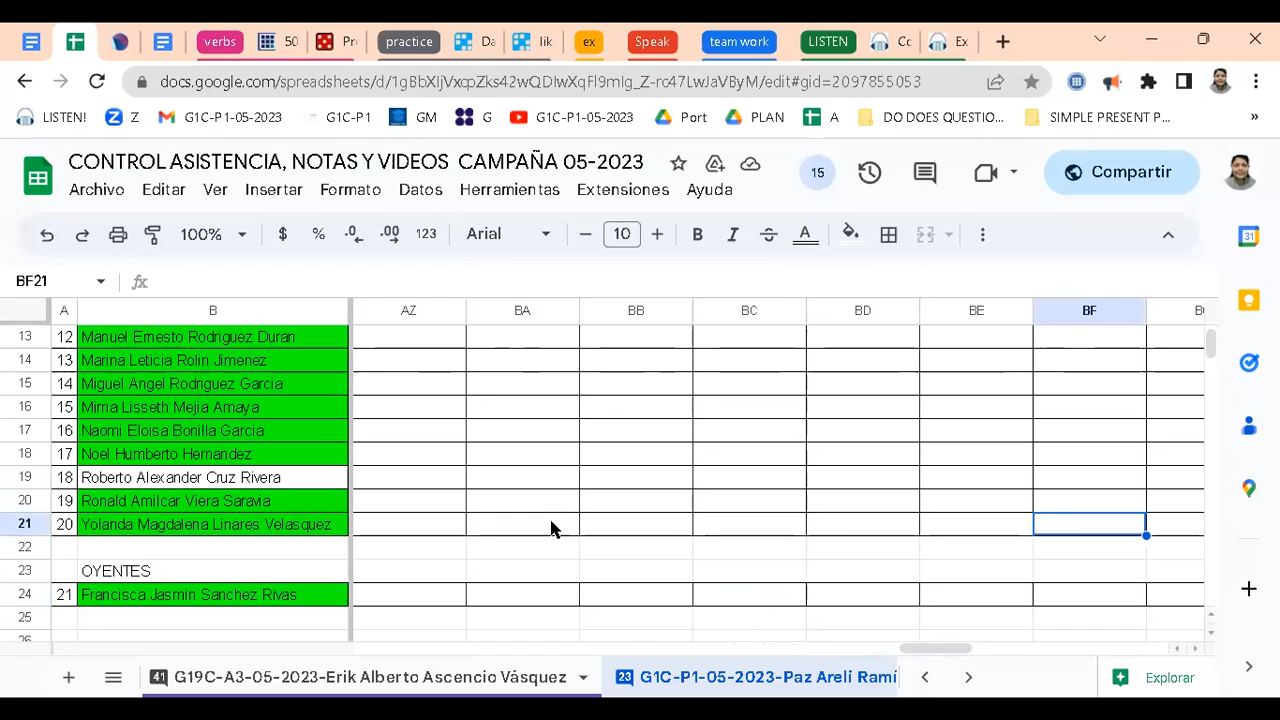 verbs 50 Pr practice Da lik ex Speak team work LISTEN Cc Ex
docs.google.com/spreadsheets/d/1gBbXIjVxcpZks42wQDlwXqFl9mIg_Z-rc47LwJaVByM/edit#gid=2097855053
LISTEN! Z G1C-P1-05-2023 G1C-P1 GM G G1C-P1-05-2023 Port PLAN A DO DOES QUESTIO... SIMPLE PRESENT P... »
CONTROL ASISTENCIA, NOTAS Y VIDEOS CAMPAÑA 05-2023
15
Compartir
Archivo Editar Ver Insertar Formato Datos Herramientas Extensiones Ayuda
100% $ % .0 .00 123 Arial 10 B I S A
31
BF21 fx
A B AZ BA BB BC BD BE BF
13 12 Manuel Ernesto Rodriguez Duran
14 13 Marina Leticia Rolin Jimenez
15 14 Miguel Angel Rodriguez Garcia
16 15 Mirna Lisseth Mejia Amaya
17 16 Naomi Eloisa Bonilla Garcia
18 17 Noel Humberto Hernandez
19 18 Roberto Alexander Cruz Rivera
20 19 Ronald Amilcar Viera Saravia
21 20 Yolanda Magdalena Linares Velasquez
22
23 OYENTES
24 21 Francisca Jasmin Sanchez Rivas
25
26
41 G19C-A3-05-2023-Erik Alberto Ascencio Vásquez 23 G1C-P1-05-2023-Paz Areli Rami Explorar